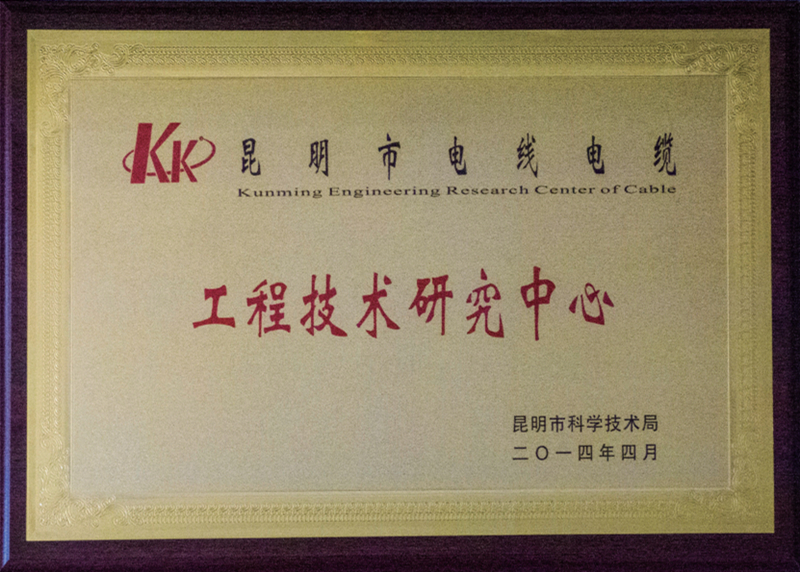 KK 昆明市电线电缆
Kunming Engineering Research Center of Cable
工程技术研究中心
昆明市科学技术局
二〇一四年四月